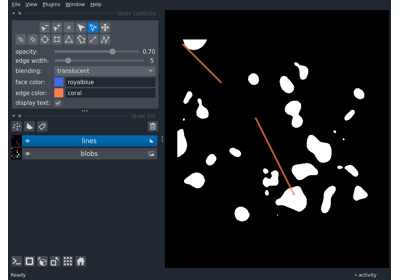 File View Plugins Window Help
layer controls
opacity: 0.70
edge width: 5
blending: translucent
face color: royalblue
edge color: coral
display text:
layer list
lines
blobs
Ready
activity